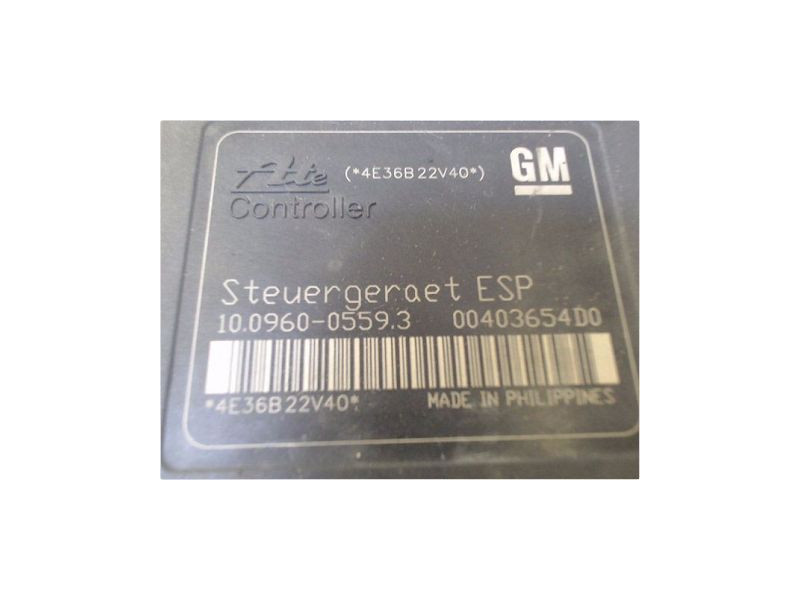 Ate (*4E36B22V40*) GM
Controller
Steuergeraet ESP
10.0960-0559.3 00403654D0
*4E36B22V40* MADE IN PHILIPPINES